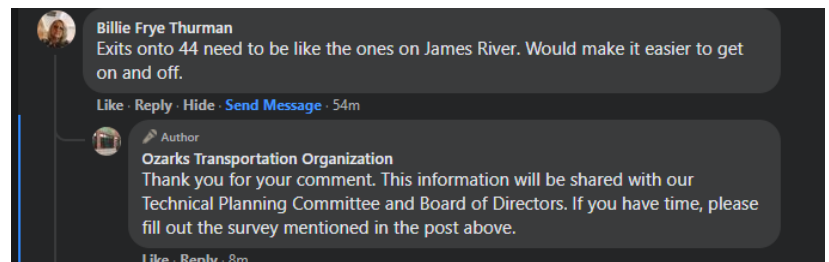 Billie Frye Thurman
Exits onto 44 need to be like the ones on James River. Would make it easier to get
on and off.
Like · Reply · Hide · Send Message · 54m
Author
Ozarks Transportation Organization
Thank you for your comment. This information will be shared with our
Technical Planning Committee and Board of Directors. If you have time, please
fill out the survey mentioned in the post above.
Like · Reply · 8m